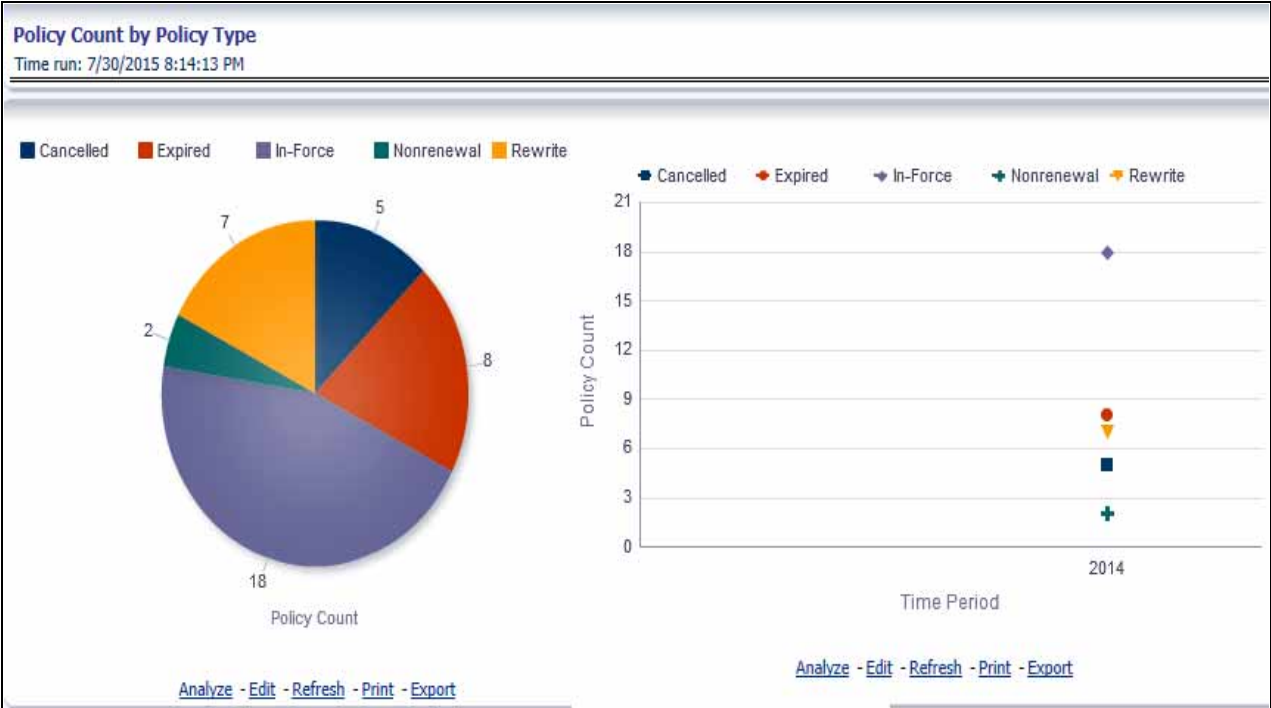 Policy Count by Policy Type
Time run: 7/30/2015 8:14:13 PM
Cancelled Expired In-Force Nonrenewal Rewrite
7
5
2
8
18
Policy Count
Analyze - Edit - Refresh - Print - Export
Cancelled Expired In-Force Nonrenewal Rewrite
21
18
15
12
9
6
3
0
Policy Count
2014
Time Period
Analyze - Edit - Refresh - Print - Export